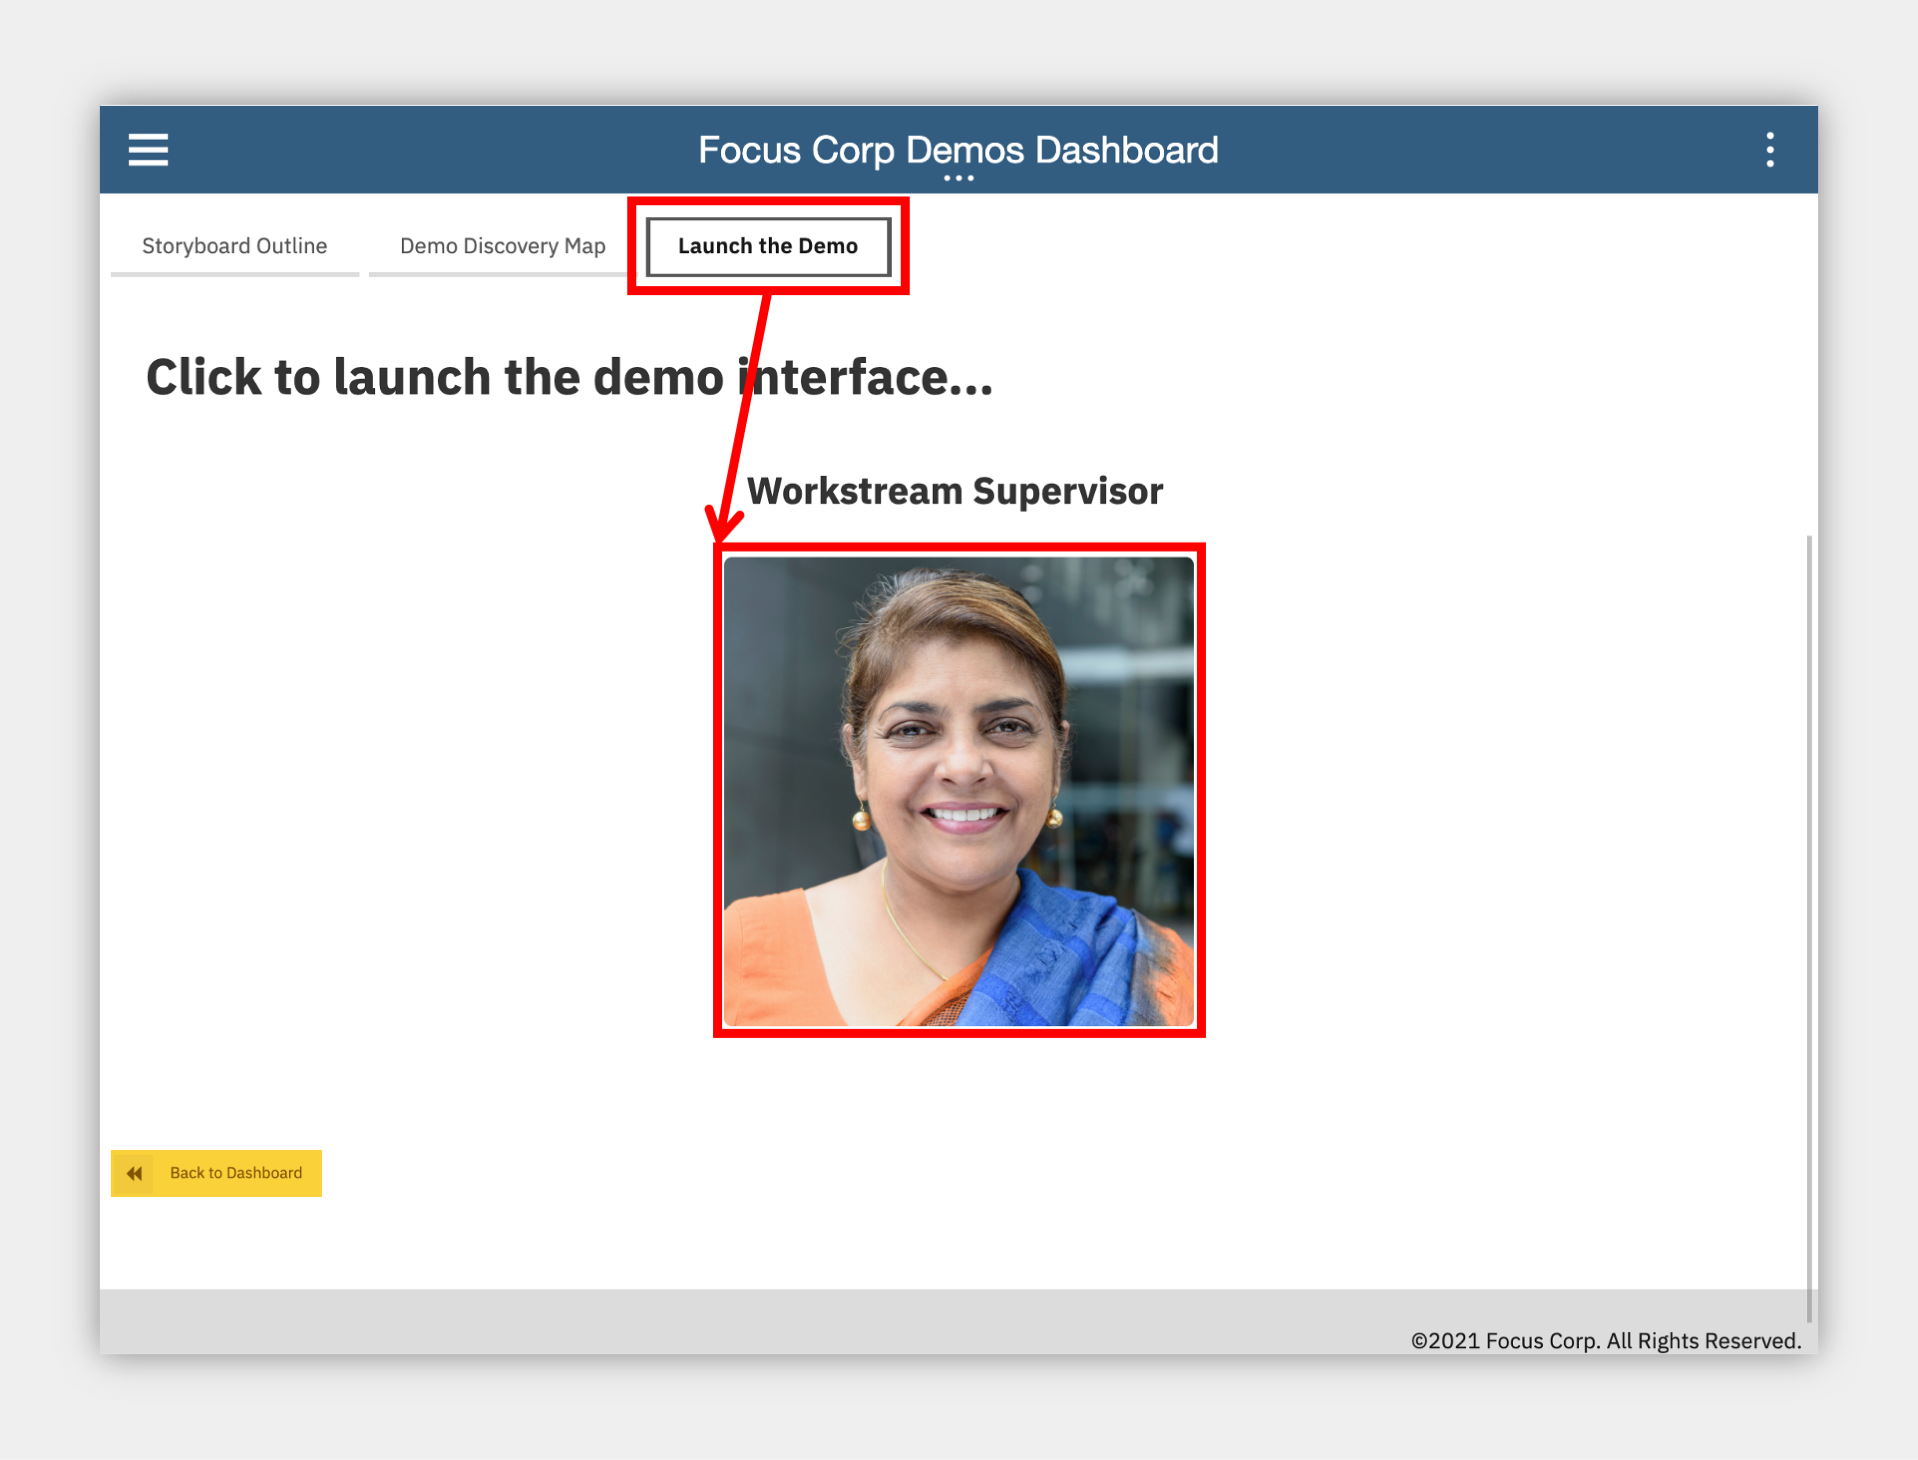 Focus Corp Demos Dashboard
Storyboard Outline
Demo Discovery Map
Launch the Demo
Click to launch the demo interface...
Workstream Supervisor
Back to Dashboard
©2021 Focus Corp. All Rights Reserved.